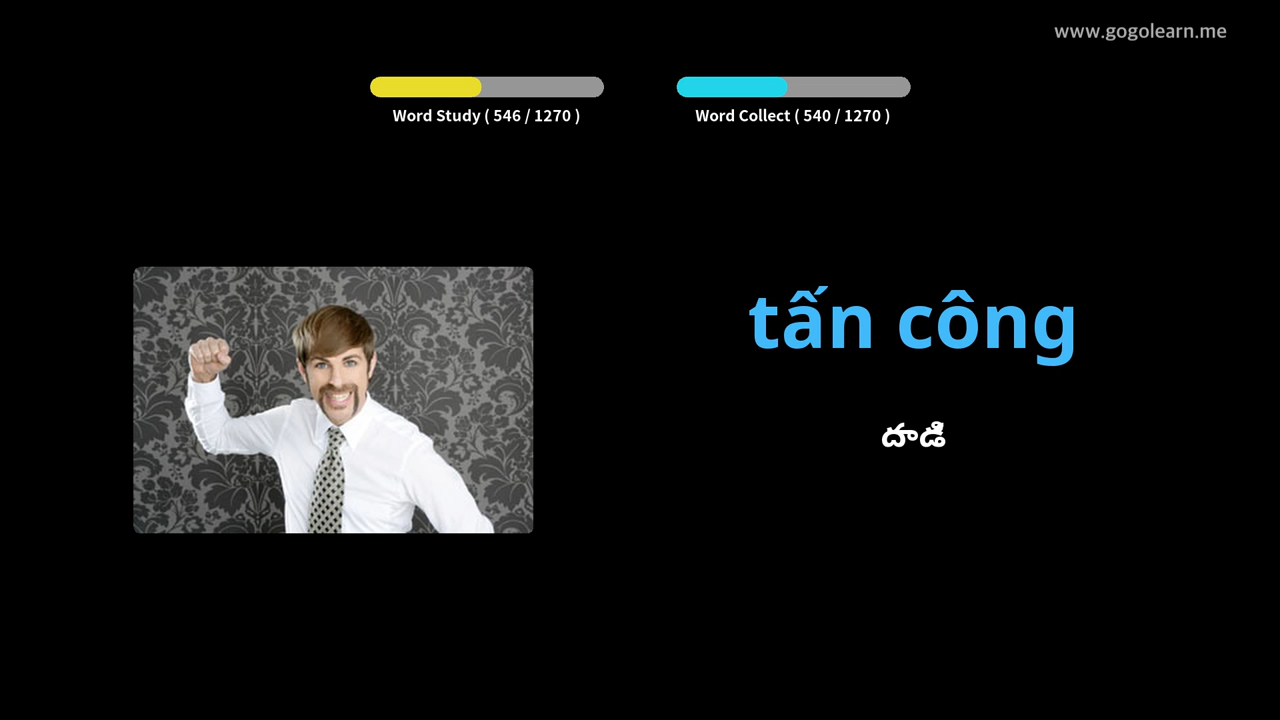 www.gogolearn.me
Word Study ( 546 / 1270 )
Word Collect ( 540 / 1270 )
tấn công
దాడి